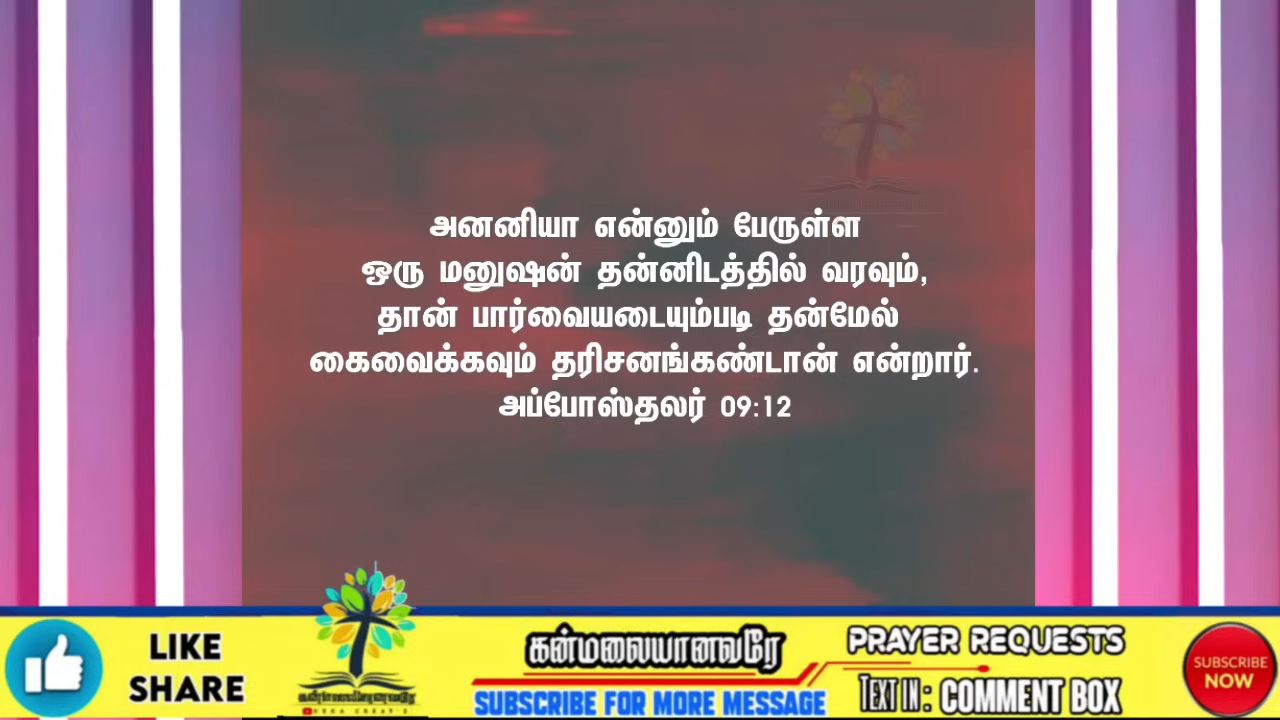 அனனியா என்னும் பேருள்ள
ஒரு மனுஷன் தன்னிடத்தில் வரவும்,
தான் பார்வையடையும்படி தன்மேல்
கைவைக்கவும் தரிசனங்கண்டான் என்றார்.
அப்போஸ்தலர் 09:12
LIKE
SHARE
கன்மலையானவரே
SUBSCRIBE FOR MORE MESSAGE
PRAYER REQUESTS
TEXT IN : COMMENT BOX
SUBSCRIBE
NOW